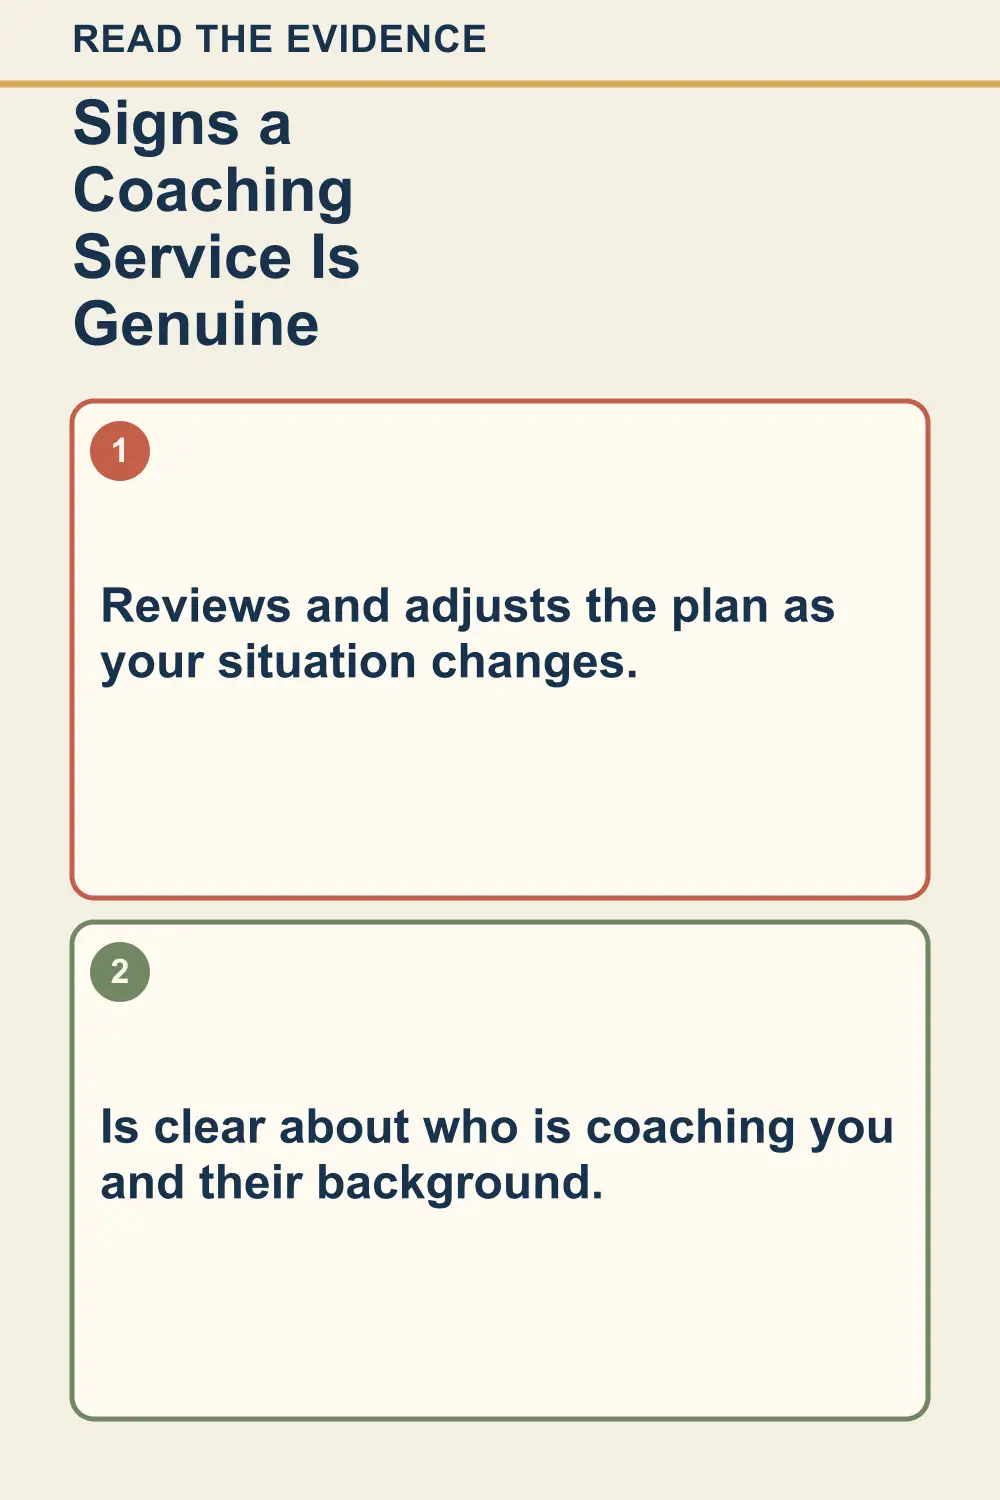 READ THE EVIDENCE
Signs a
Coaching
Service Is
Genuine
1
Reviews and adjusts the plan as
your situation changes.
2
Is clear about who is coaching you
and their background.